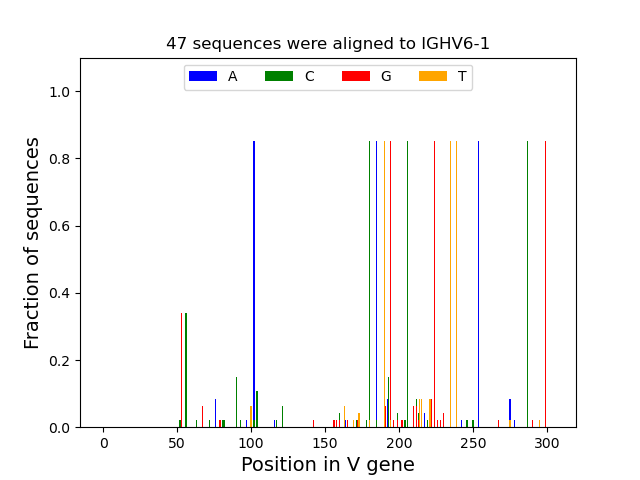 47 sequences were aligned to IGHV6-1
A C G T
1.0
0.8
0.6
0.4
0.2
0.0
Fraction of sequences
0 50 100 150 200 250 300
Position in V gene